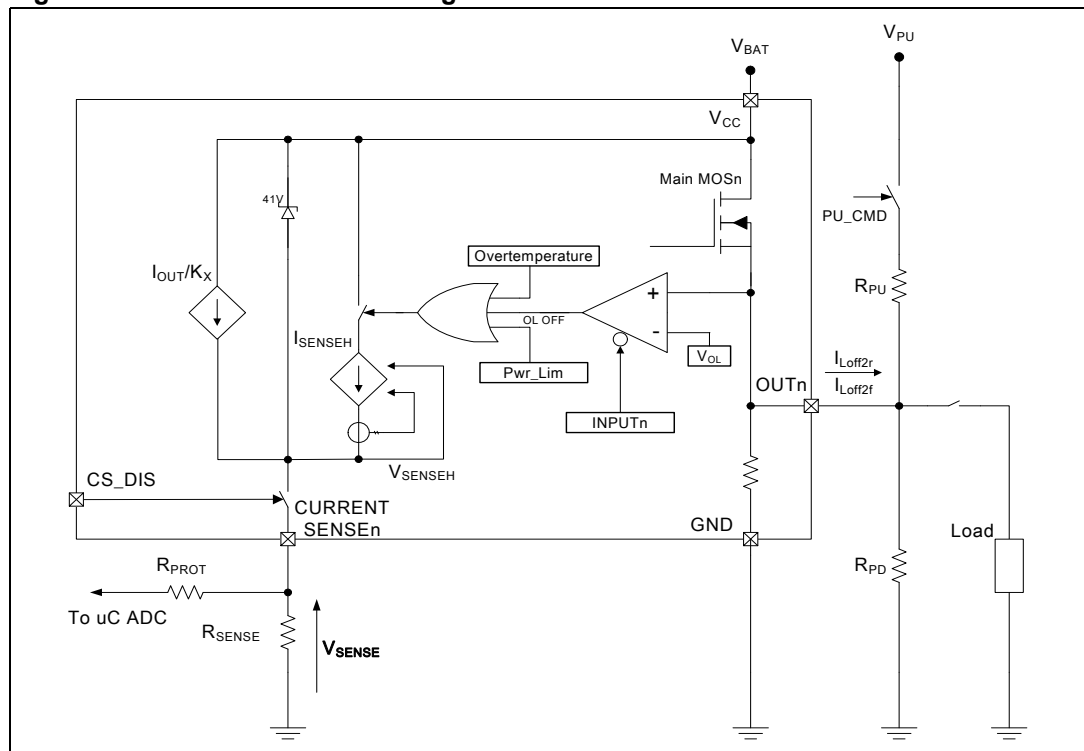 V_BAT
V_PU
V_CC
Main MOSn
41V
PU_CMD
Overtemperature
I_OUT/K_X
R_PU
+
OL OFF
-
I_SENSEH
V_OL
Pwr_Lim
I_Loff2r
OUTn
I_Loff2f
INPUTn
V_SENSEH
CS_DIS
CURRENT
SENSEn
GND
Load
R_PROT
R_PD
To uC ADC
R_SENSE
V_SENSE